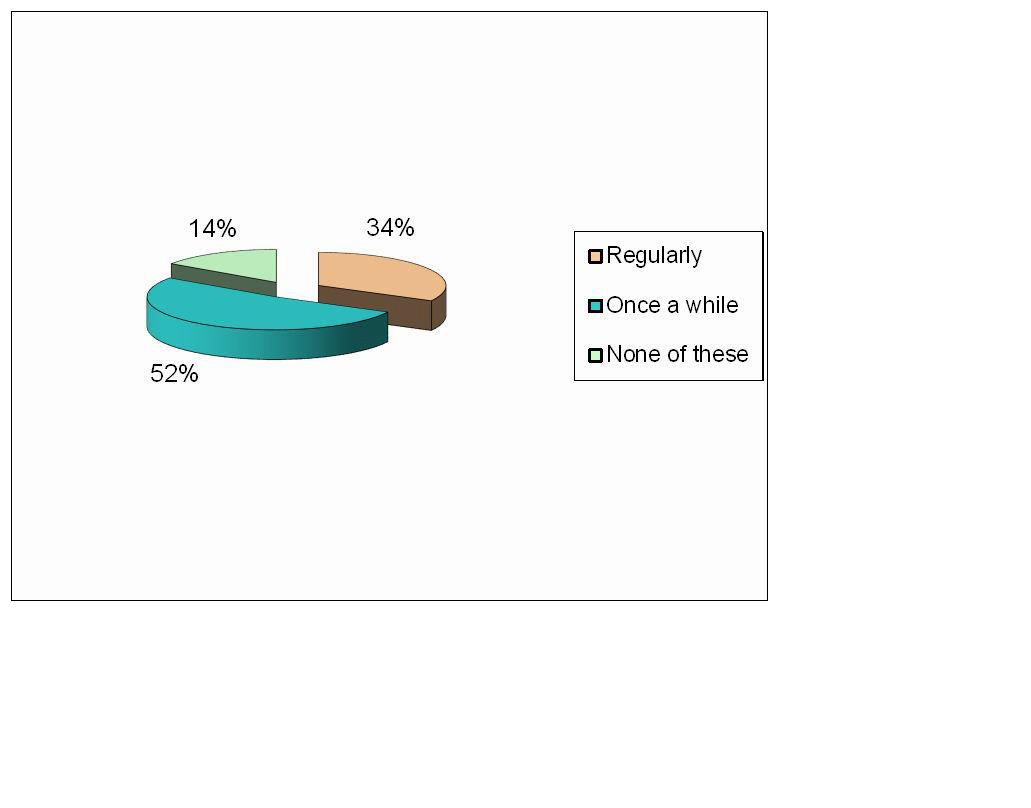 14%
34%
52%
Regularly
Once a while
None of these